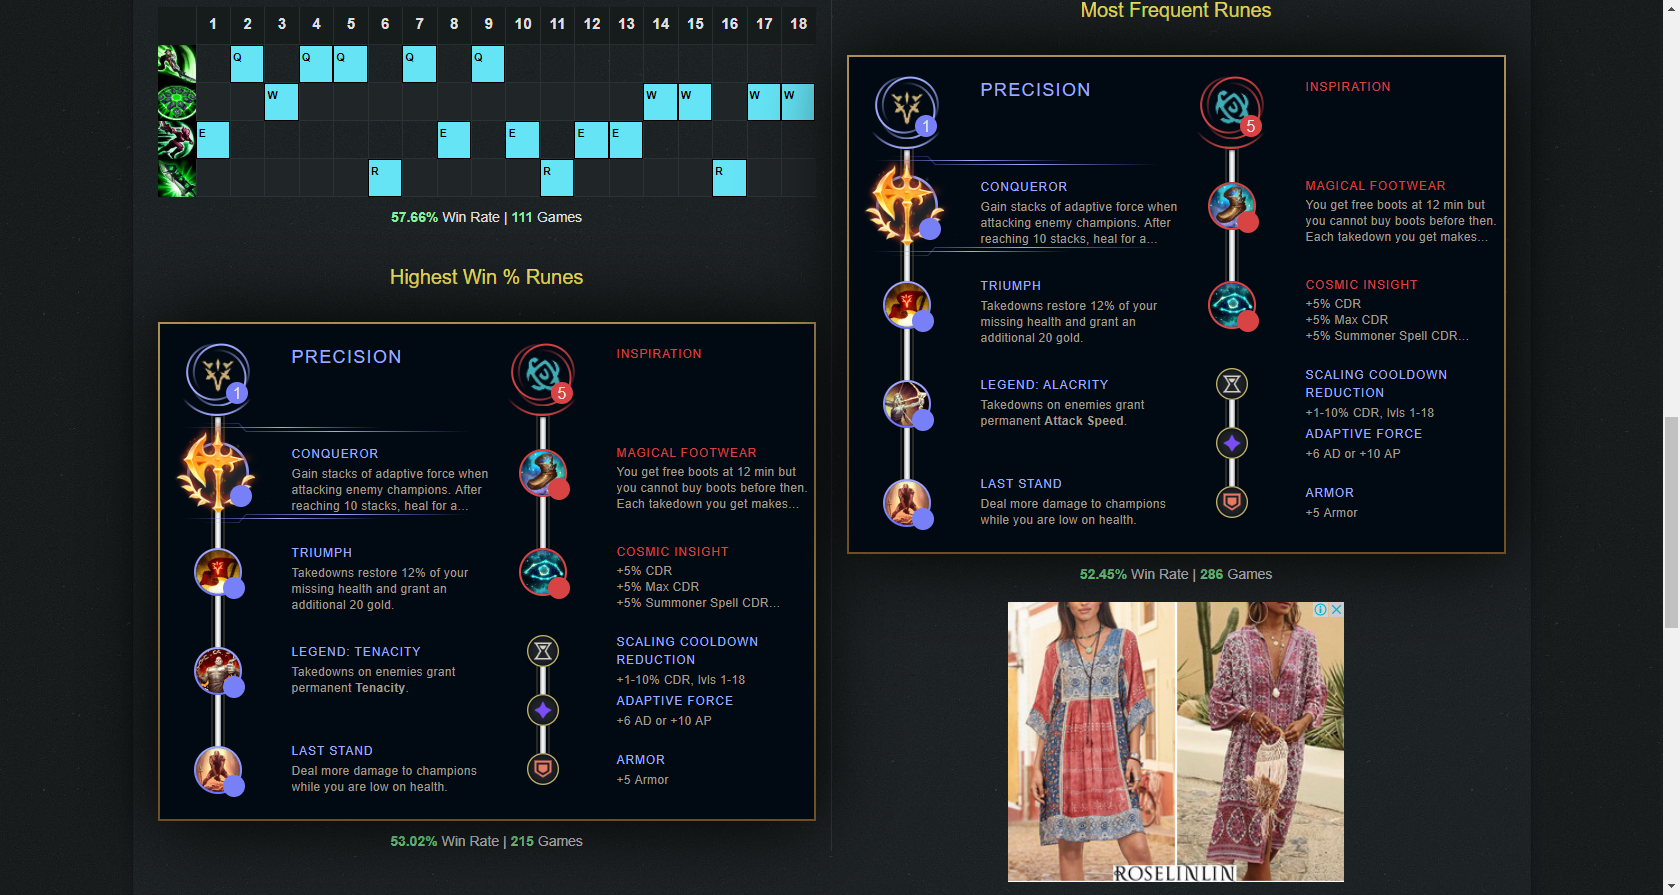 1 2 3 4 5 6 7 8 9 10 11 12 13 14 15 16 17 18
Q Q Q Q Q
W W W W W
E E E E E
R R R
57.66% Win Rate | 111 Games
Highest Win % Runes
PRECISION
1
CONQUEROR
Gain stacks of adaptive force when
attacking enemy champions. After
reaching 10 stacks, heal for a...
TRIUMPH
Takedowns restore 12% of your
missing health and grant an
additional 20 gold.
LEGEND: TENACITY
Takedowns on enemies grant
permanent Tenacity.
LAST STAND
Deal more damage to champions
while you are low on health.
INSPIRATION
5
MAGICAL FOOTWEAR
You get free boots at 12 min but
you cannot buy boots before then.
Each takedown you get makes...
COSMIC INSIGHT
+5% CDR
+5% Max CDR
+5% Summoner Spell CDR...
SCALING COOLDOWN
REDUCTION
+1-10% CDR, lvls 1-18
ADAPTIVE FORCE
+6 AD or +10 AP
ARMOR
+5 Armor
53.02% Win Rate | 215 Games
Most Frequent Runes
PRECISION
1
CONQUEROR
Gain stacks of adaptive force when
attacking enemy champions. After
reaching 10 stacks, heal for a...
TRIUMPH
Takedowns restore 12% of your
missing health and grant an
additional 20 gold.
LEGEND: ALACRITY
Takedowns on enemies grant
permanent Attack Speed.
LAST STAND
Deal more damage to champions
while you are low on health.
INSPIRATION
5
MAGICAL FOOTWEAR
You get free boots at 12 min but
you cannot buy boots before then.
Each takedown you get makes...
COSMIC INSIGHT
+5% CDR
+5% Max CDR
+5% Summoner Spell CDR...
SCALING COOLDOWN
REDUCTION
+1-10% CDR, lvls 1-18
ADAPTIVE FORCE
+6 AD or +10 AP
ARMOR
+5 Armor
52.45% Win Rate | 286 Games
ROSELINLIN